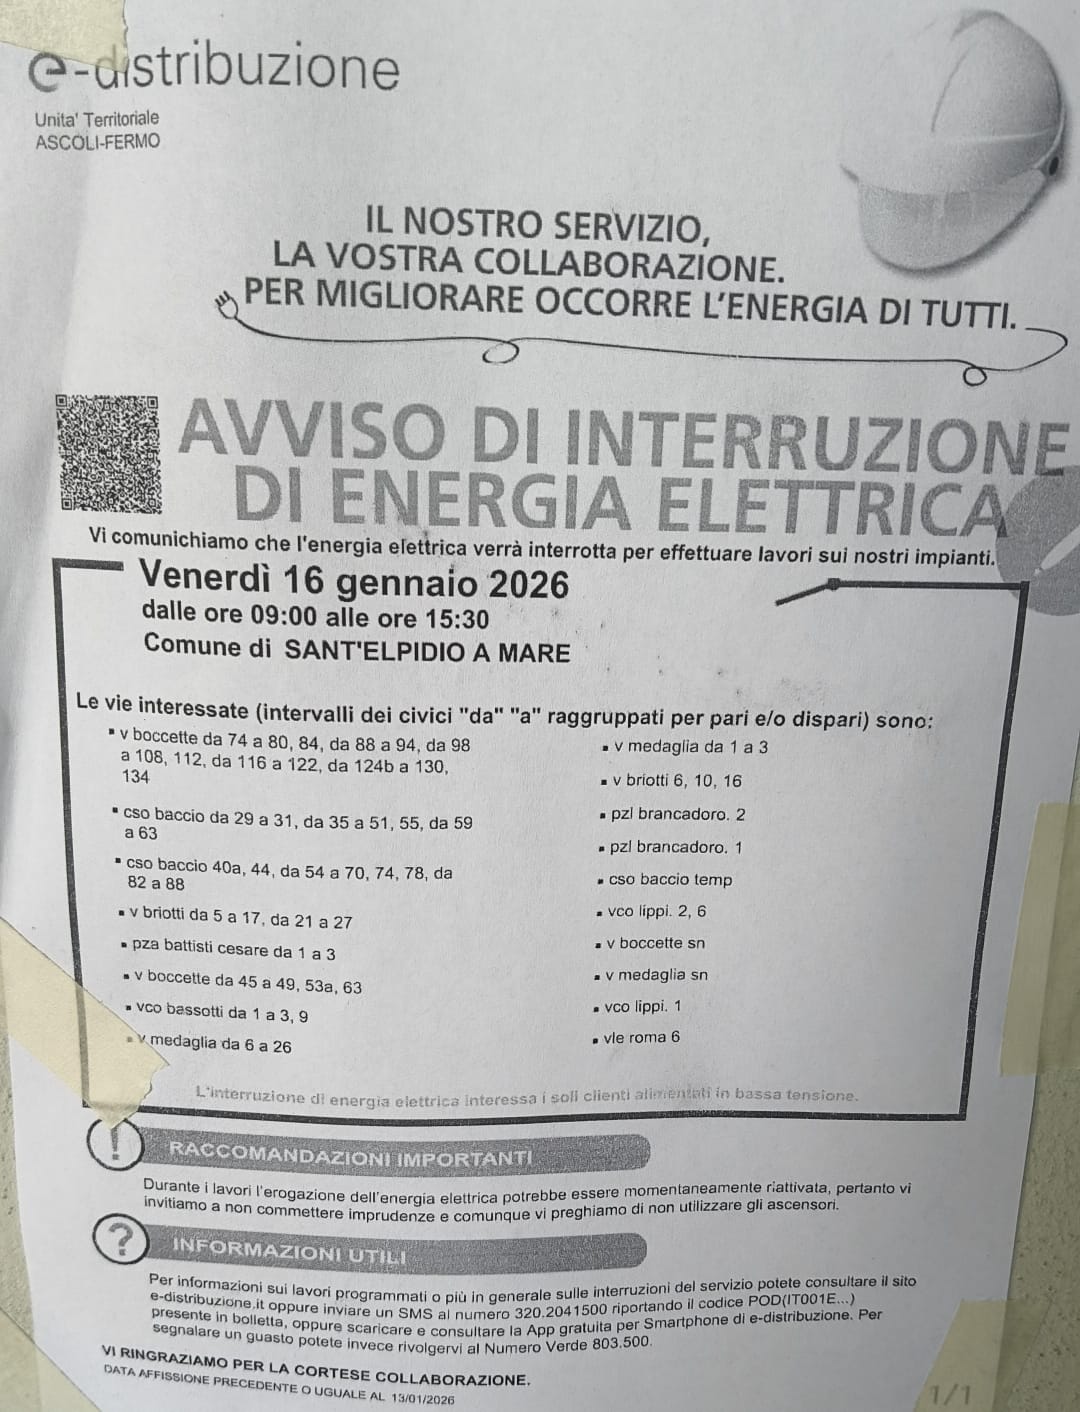 e-distribuzione
Unita' Territoriale
ASCOLI-FERMO
IL NOSTRO SERVIZIO,
LA VOSTRA COLLABORAZIONE.
PER MIGLIORARE OCCORRE L'ENERGIA DI TUTTI.
AVVISO DI INTERRUZIONE
DI ENERGIA ELETTRICA
Vi comunichiamo che l'energia elettrica verrà interrotta per effettuare lavori sui nostri impianti.
Venerdì 16 gennaio 2026
dalle ore 09:00 alle ore 15:30
Comune di SANT'ELPIDIO A MARE
Le vie interessate (intervalli dei civici "da" "a" raggruppati per pari e/o dispari) sono:
▪ v boccette da 74 a 80, 84, da 88 a 94, da 98
a 108, 112, da 116 a 122, da 124b a 130,
134
▪ cso baccio da 29 a 31, da 35 a 51, 55, da 59
a 63
▪ cso baccio 40a, 44, da 54 a 70, 74, 78, da
82 a 88
▪ v briotti da 5 a 17, da 21 a 27
▪ pza battisti cesare da 1 a 3
▪ v boccette da 45 a 49, 53a, 63
▪ vco bassotti da 1 a 3, 9
▪ v medaglia da 6 a 26
▪ v medaglia da 1 a 3
▪ v briotti 6, 10, 16
▪ pzl brancadoro. 2
▪ pzl brancadoro. 1
▪ cso baccio temp
▪ vco lippi. 2, 6
▪ v boccette sn
▪ v medaglia sn
▪ vco lippi. 1
▪ vle roma 6
L'interruzione di energia elettrica interessa i soli clienti alimentati in bassa tensione.
! RACCOMANDAZIONI IMPORTANTI
Durante i lavori l'erogazione dell'energia elettrica potrebbe essere momentaneamente riattivata, pertanto vi
invitiamo a non commettere imprudenze e comunque vi preghiamo di non utilizzare gli ascensori.
? INFORMAZIONI UTILI
Per informazioni sui lavori programmati o più in generale sulle interruzioni del servizio potete consultare il sito
e-distribuzione.it oppure inviare un SMS al numero 320.2041500 riportando il codice POD(IT001E...)
presente in bolletta, oppure scaricare e consultare la App gratuita per Smartphone di e-distribuzione. Per
segnalare un guasto potete invece rivolgervi al Numero Verde 803.500.
VI RINGRAZIAMO PER LA CORTESE COLLABORAZIONE.
DATA AFFISSIONE PRECEDENTE O UGUALE AL 13/01/2026
1/1